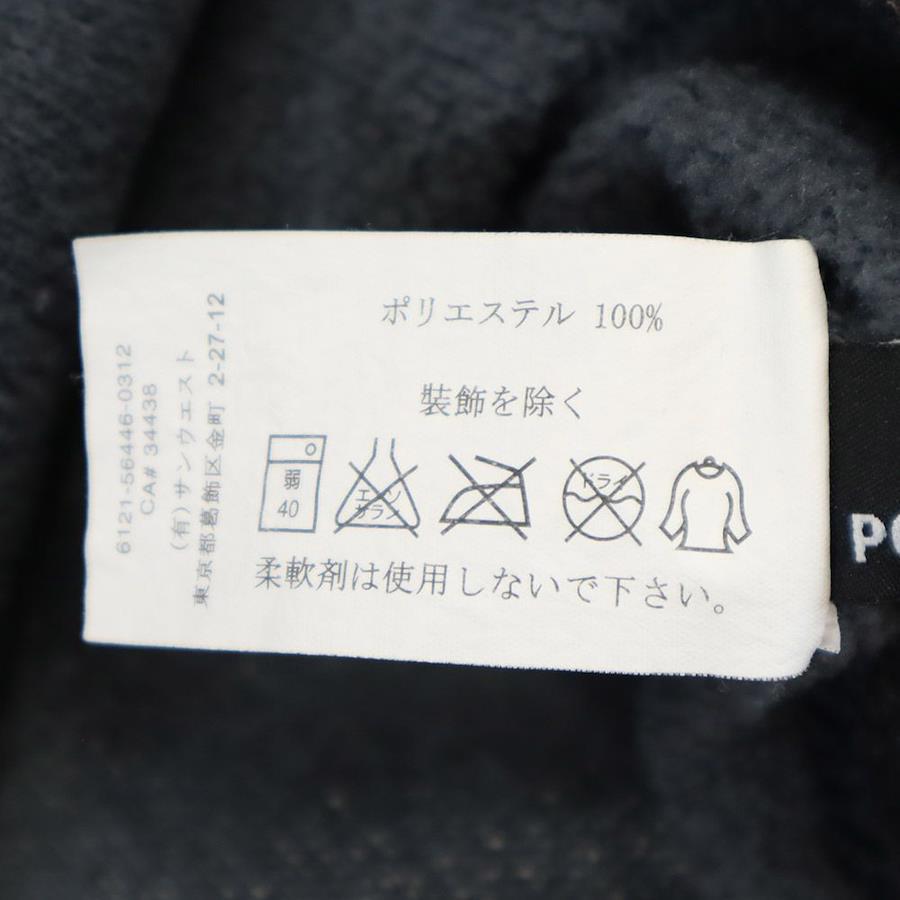 ポリエステル 100%
装飾を除く
弱
40
エンソ
サラシ
ドライ
柔軟剤は使用しないで下さい。
6121-56446-0312
CA# 34438
(有)サンウエスト
東京都葛飾区金町 2-27-12